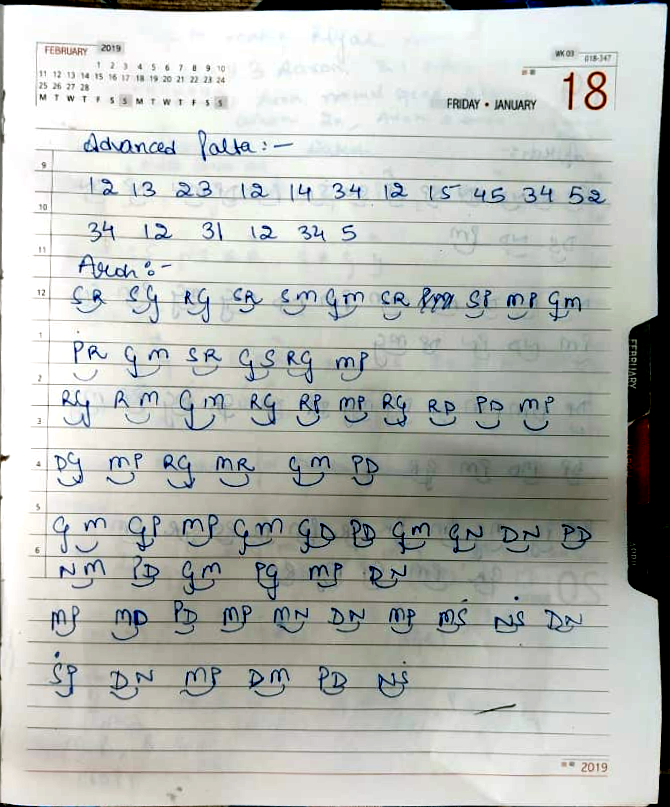 FEBRUARY 2019
1 2 3 4 5 6 7 8 9 10
11 12 13 14 15 16 17 18 19 20 21 22 23 24
25 26 27 28
M T W T F S S M T W T F S S
WK 03 018-347
FRIDAY • JANUARY 18
Advanced Palta :-
9
12 13 23 12 14 34 12 15 45 34 52
10
34 12 31 12 34 5
11
Aroh :-
12
SR SG RG SR SM GM SR SP MP GM
1
PR GM SR GS RG MP
2
RG RM GM RG RP MP RG RD PD MP
3
4
DG MP RG MR GM PD
5
GM GP MP GM GD PD GM GN DN PD
6
NM PD GM PG MP DN
MP MD PD MP MN DN MP MṠ NṠ DN
ṠP DN MP DM PD NṠ
2019
FEBRUARY